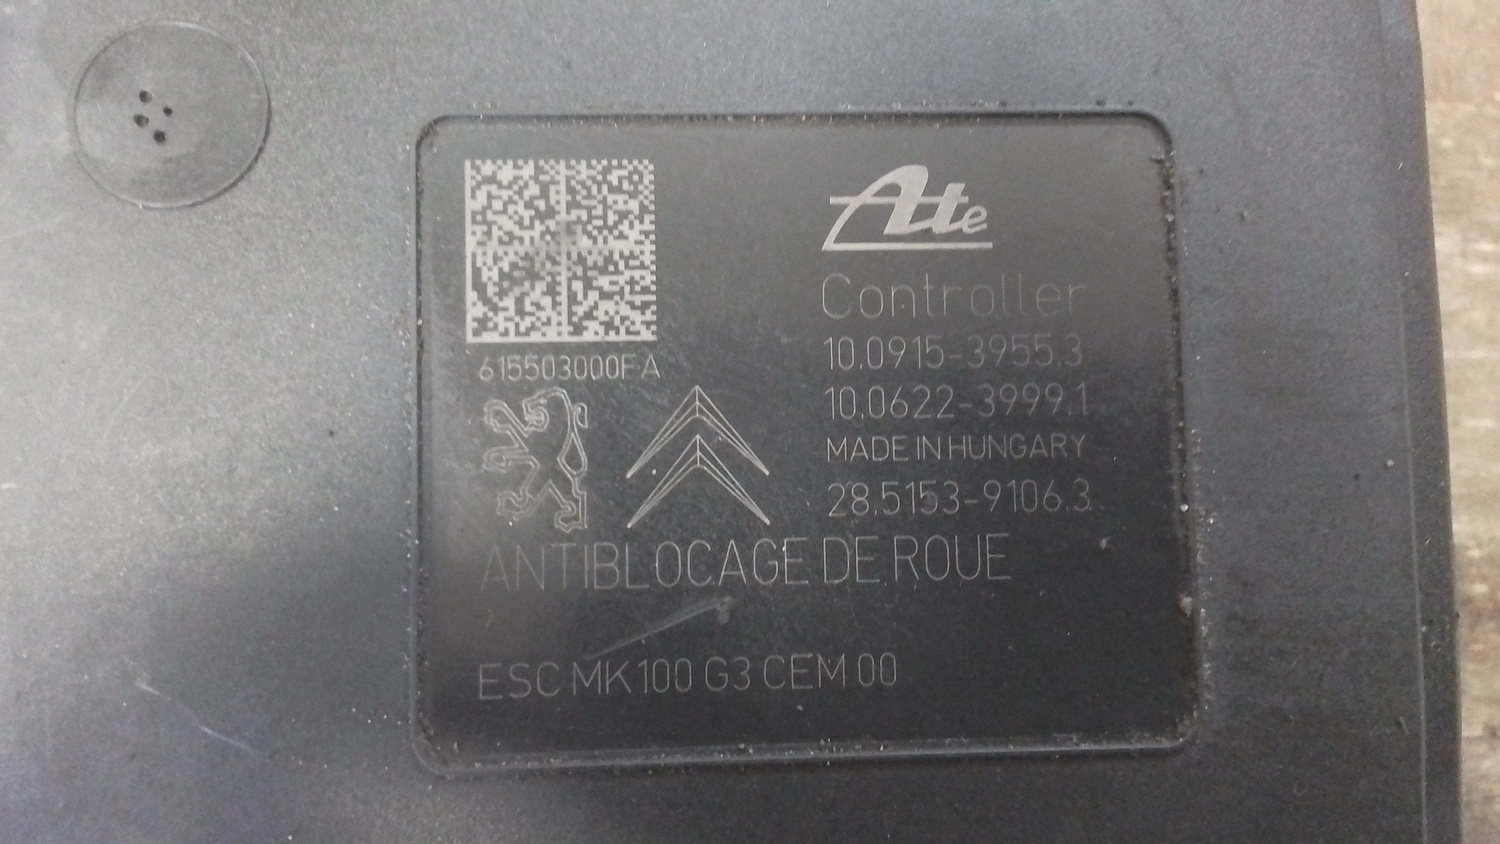 Ate
Controller
10.0915-3955.3
615503000FA
10.0622-3999.1
MADE IN HUNGARY
28.5153-9106.3
ANTIBLOCAGE DE ROUE
ESC MK100 G3 CEM 00